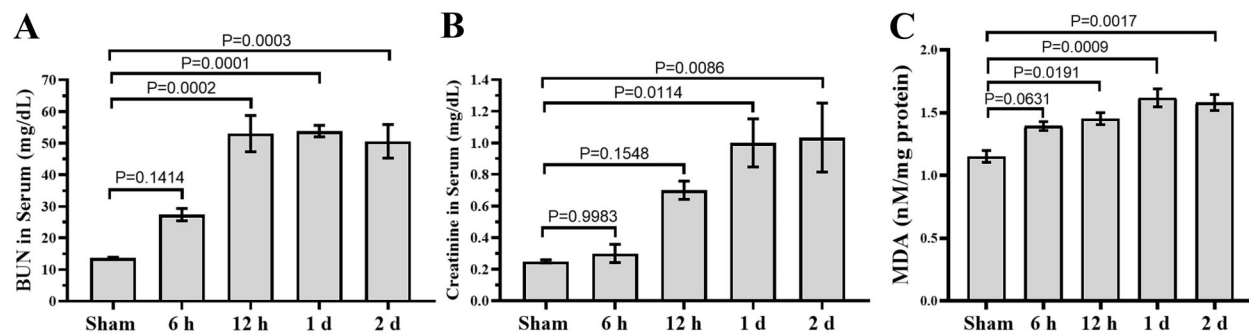 A
P=0.0003
P=0.0001
P=0.0002
P=0.1414
BUN in Serum (mg/dL)
70
60
50
40
30
20
10
0
Sham 6 h 12 h 1 d 2 d
B
P=0.0086
P=0.0114
P=0.1548
P=0.9983
Creatinine in Serum (mg/dL)
1.4
1.2
1.0
0.8
0.6
0.4
0.2
0.0
Sham 6 h 12 h 1 d 2 d
C
P=0.0017
P=0.0009
P=0.0191
P=0.0631
MDA (nM/mg protein)
2.0
1.5
1.0
0.5
0.0
Sham 6 h 12 h 1 d 2 d